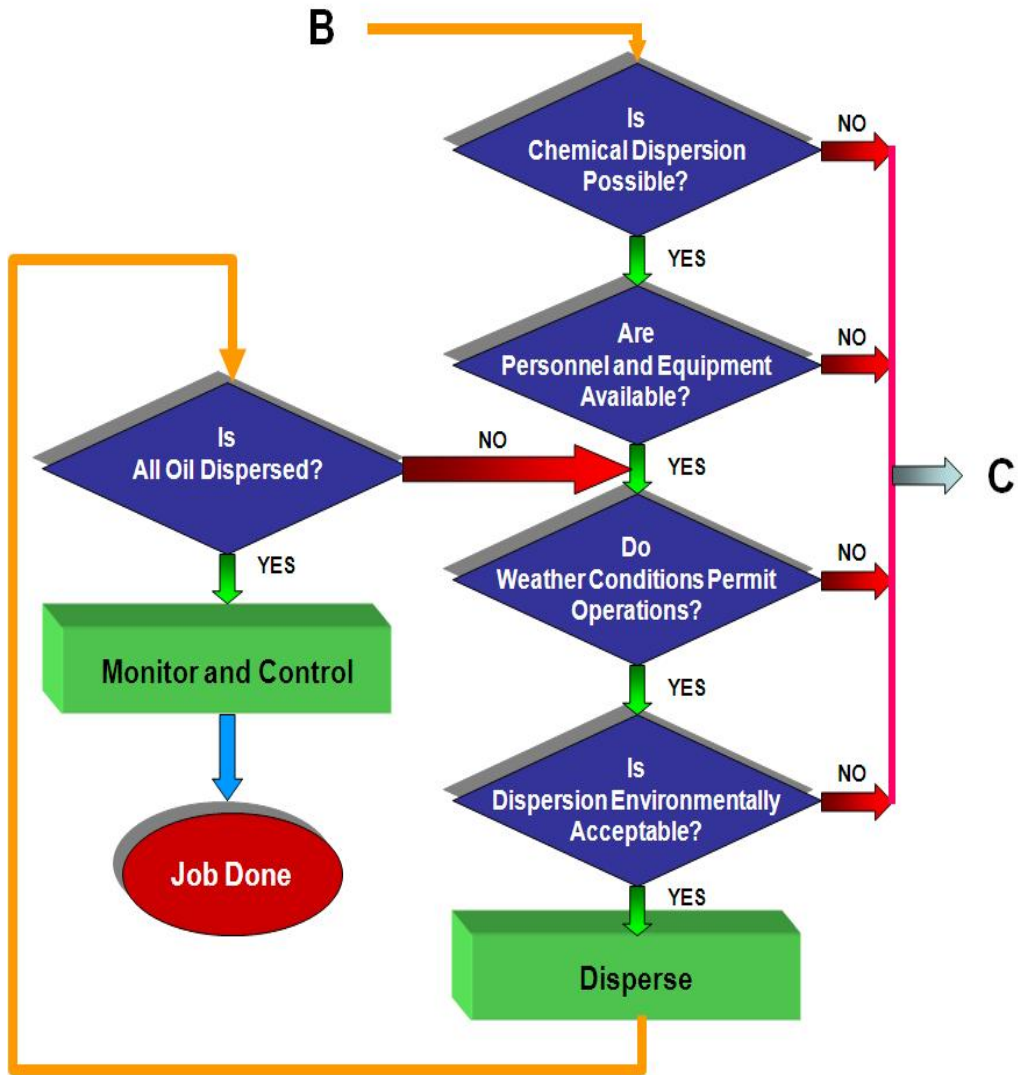 B
Is
Chemical Dispersion
Possible?
NO
YES
Are
Personnel and Equipment
Available?
NO
YES
Is
All Oil Dispersed?
NO
YES
C
Do
Weather Conditions Permit
Operations?
NO
YES
Monitor and Control
Is
Dispersion Environmentally
Acceptable?
NO
YES
Job Done
Disperse